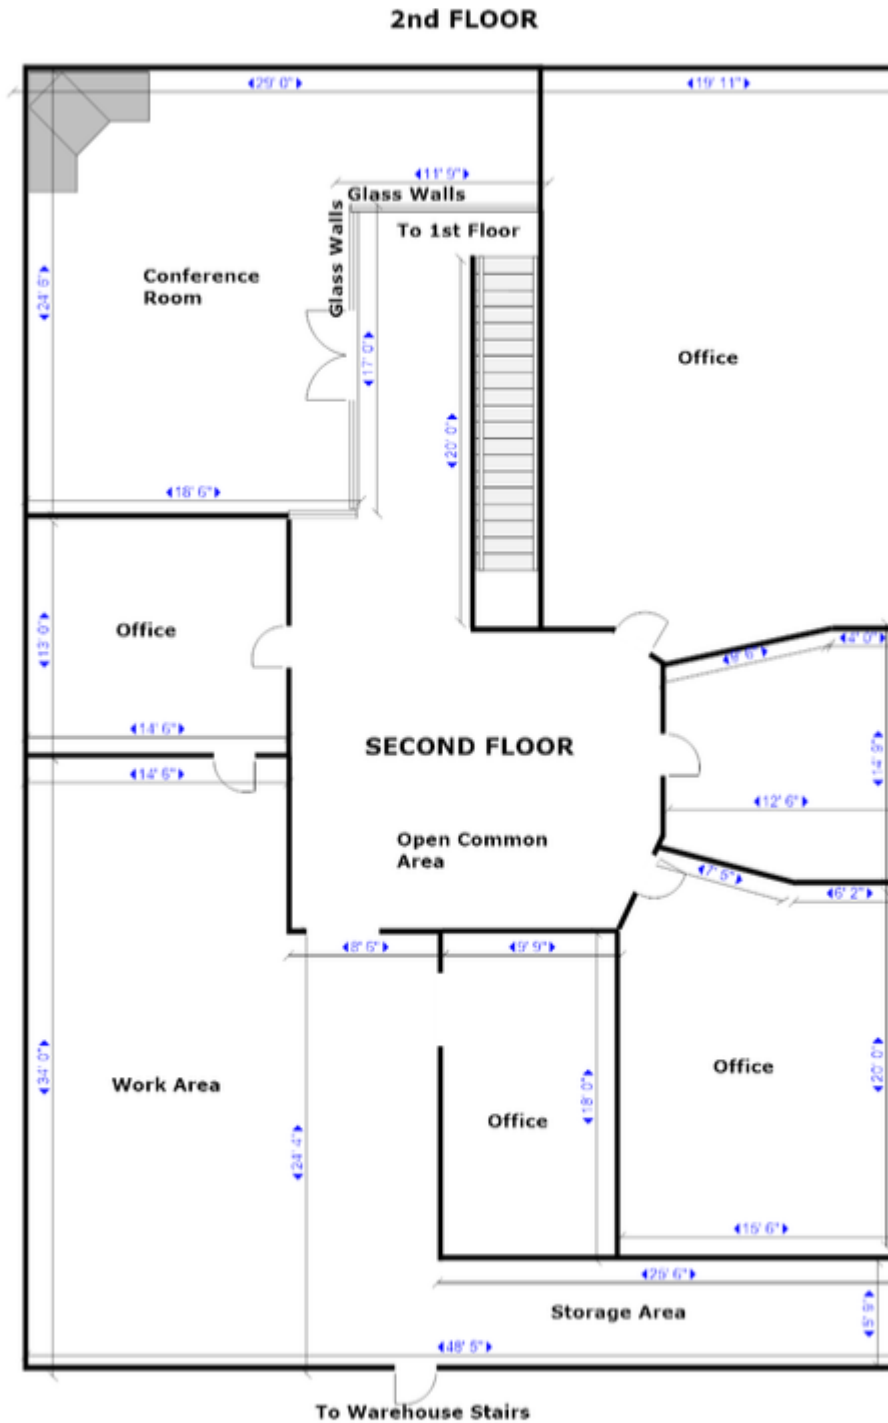 2nd FLOOR
29' 0"
19' 11"
11' 9"
Glass Walls
Glass Walls
To 1st Floor
Conference
Room
24' 6"
17' 0"
Office
20' 0"
18' 6"
Office
13' 0"
9' 6"
4' 0"
14' 6"
SECOND FLOOR
14' 9"
14' 6"
12' 6"
Open Common
Area
7' 5"
6' 2"
8' 6"
9' 9"
34' 0"
Work Area
Office
20' 0"
18' 0"
Office
24' 4"
15' 6"
25' 6"
Storage Area
5' 9"
48' 5"
To Warehouse Stairs